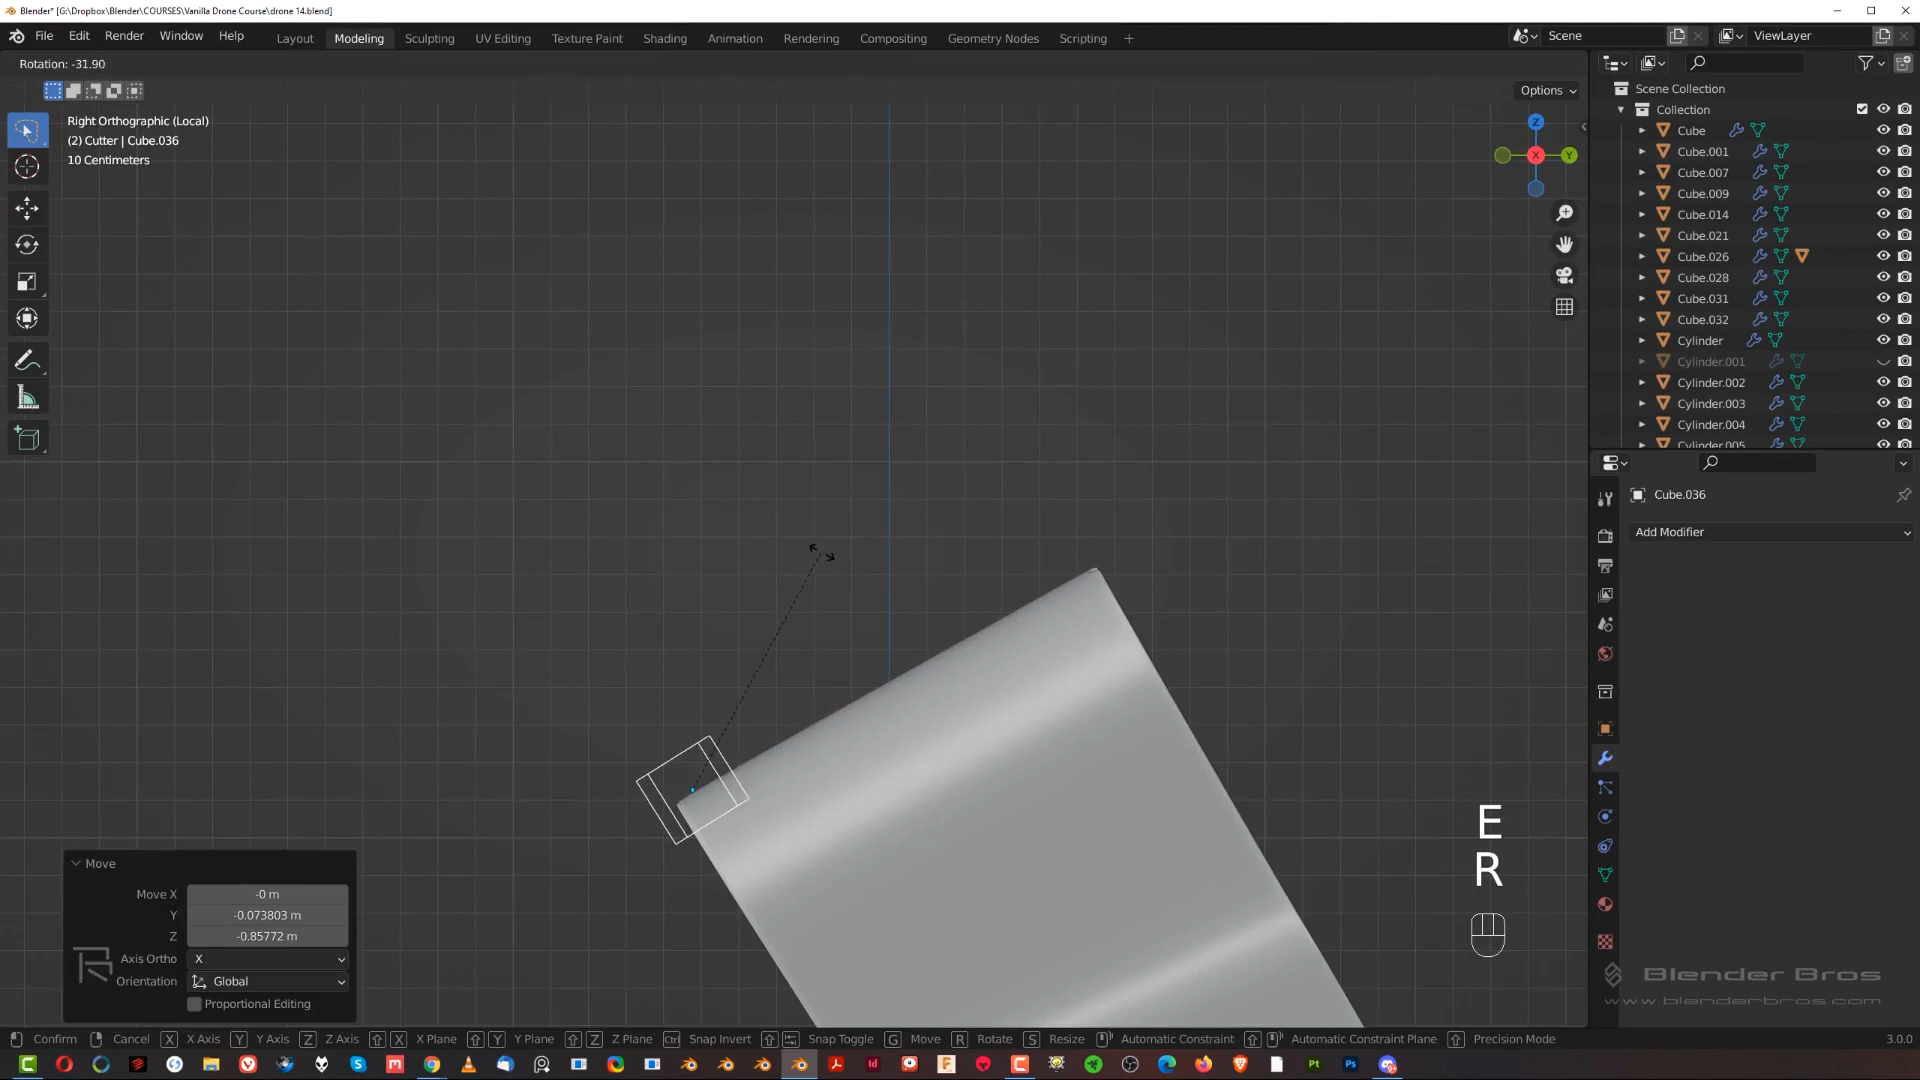 Blender* [G:\Dropbox\Blender\COURSES\Vanilla Drone Course\drone 14.blend]
File Edit Render Window Help
Layout Modeling Sculpting UV Editing Texture Paint Shading Animation Rendering Compositing Geometry Nodes Scripting
Scene
ViewLayer
Rotation: -31.90
Options
Right Orthographic (Local)
(2) Cutter | Cube.036
10 Centimeters
Z
X
Y
Scene Collection
Collection
Cube
Cube.001
Cube.007
Cube.009
Cube.014
Cube.021
Cube.026
Cube.028
Cube.031
Cube.032
Cylinder
Cylinder.001
Cylinder.002
Cylinder.003
Cylinder.004
Cylinder.005
Cube.036
Add Modifier
E
R
Move
Move X -0 m
Y -0.073803 m
Z -0.85772 m
Axis Ortho X
Orientation Global
Proportional Editing
Blender Bros
www.blenderbros.com
Confirm Cancel X X Axis Y Y Axis Z Z Axis X X Plane Y Y Plane Z Z Plane Ctrl Snap Invert Snap Toggle G Move R Rotate S Resize Automatic Constraint Automatic Constraint Plane Precision Mode 3.0.0
Id
Pt
Ps